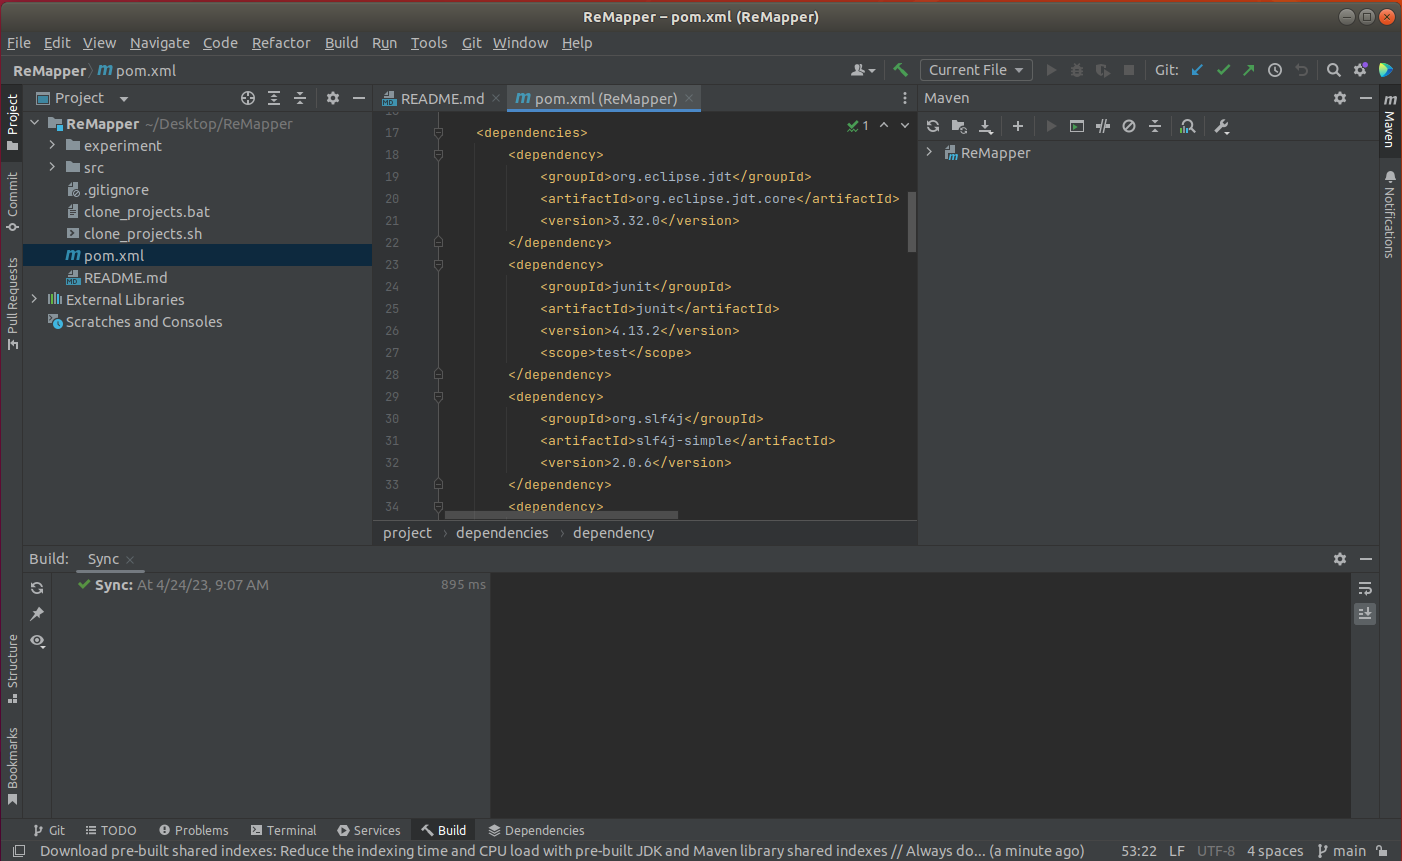 ReMapper – pom.xml (ReMapper)
File Edit View Navigate Code Refactor Build Run Tools Git Window Help
ReMapper pom.xml
Current File
Git:
Project
README.md
pom.xml (ReMapper)
Maven
Project
Commit
Pull Requests
Structure
Bookmarks
ReMapper ~/Desktop/ReMapper
experiment
src
.gitignore
clone_projects.bat
clone_projects.sh
pom.xml
README.md
External Libraries
Scratches and Consoles
1
17 <dependencies>
18 <dependency>
19 <groupId>org.eclipse.jdt</groupId>
20 <artifactId>org.eclipse.jdt.core</artifactId>
21 <version>3.32.0</version>
22 </dependency>
23 <dependency>
24 <groupId>junit</groupId>
25 <artifactId>junit</artifactId>
26 <version>4.13.2</version>
27 <scope>test</scope>
28 </dependency>
29 <dependency>
30 <groupId>org.slf4j</groupId>
31 <artifactId>slf4j-simple</artifactId>
32 <version>2.0.6</version>
33 </dependency>
34 <dependency>
project › dependencies › dependency
ReMapper
Maven
Notifications
Build: Sync
Sync: At 4/24/23, 9:07 AM 895 ms
Git TODO Problems Terminal Services Build Dependencies
Download pre-built shared indexes: Reduce the indexing time and CPU load with pre-built JDK and Maven library shared indexes // Always do... (a minute ago) 53:22 LF UTF-8 4 spaces main